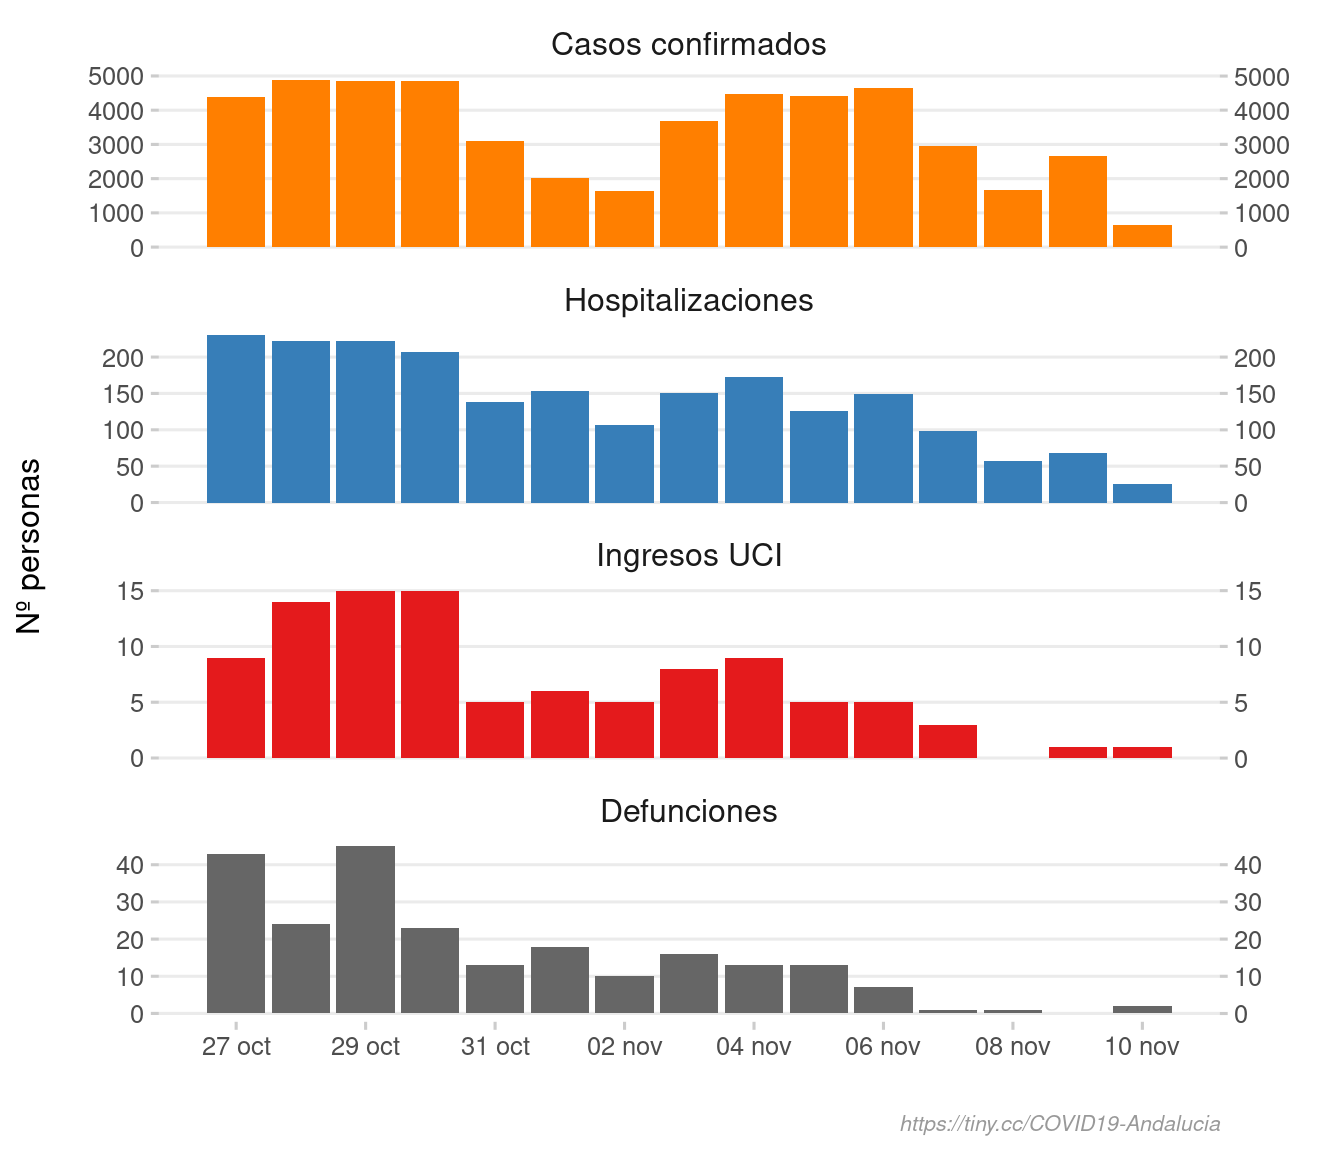 Casos confirmados
5000 5000
4000 4000
3000 3000
2000 2000
1000 1000
0 0
Hospitalizaciones
200 200
150 150
100 100
50 50
0 0
Nº personas
Ingresos UCI
15 15
10 10
5 5
0 0
Defunciones
40 40
30 30
20 20
10 10
0 0
27 oct 29 oct 31 oct 02 nov 04 nov 06 nov 08 nov 10 nov
https://tiny.cc/COVID19-Andalucia